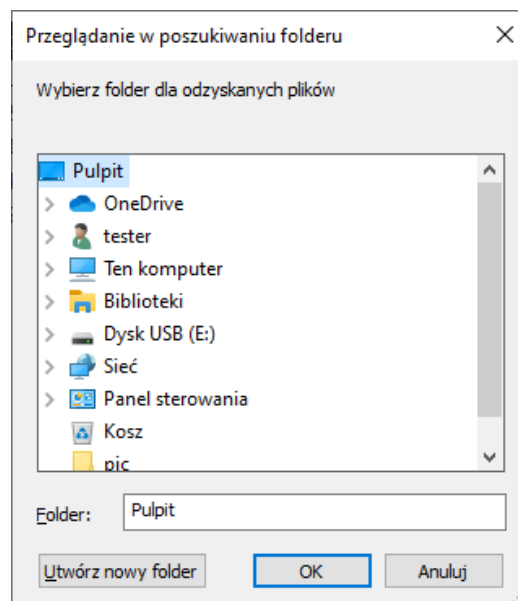 Przeglądanie w poszukiwaniu folderu
Wybierz folder dla odzyskanych plików
Pulpit
OneDrive
tester
Ten komputer
Biblioteki
Dysk USB (E:)
Sieć
Panel sterowania
Kosz
pic
Folder: Pulpit
Utwórz nowy folder OK Anuluj